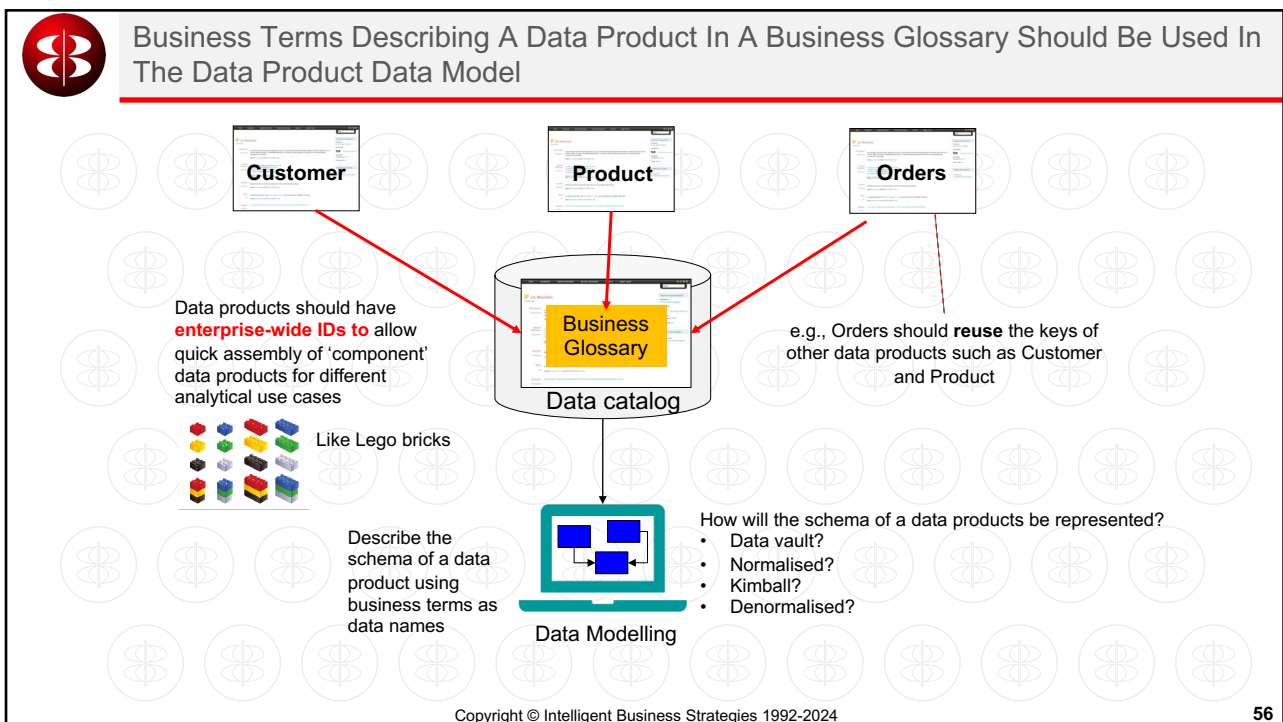 Business Terms Describing A Data Product In A Business Glossary Should Be Used In
The Data Product Data Model
Customer
Product
Orders
Business
Glossary
Data catalog
Data products should have
enterprise-wide IDs to allow
quick assembly of ‘component’
data products for different
analytical use cases
Like Lego bricks
e.g., Orders should reuse the keys of
other data products such as Customer
and Product
Describe the
schema of a data
product using
business terms as
data names
Data Modelling
How will the schema of a data products be represented?
• Data vault?
• Normalised?
• Kimball?
• Denormalised?
Copyright © Intelligent Business Strategies 1992-2024
56